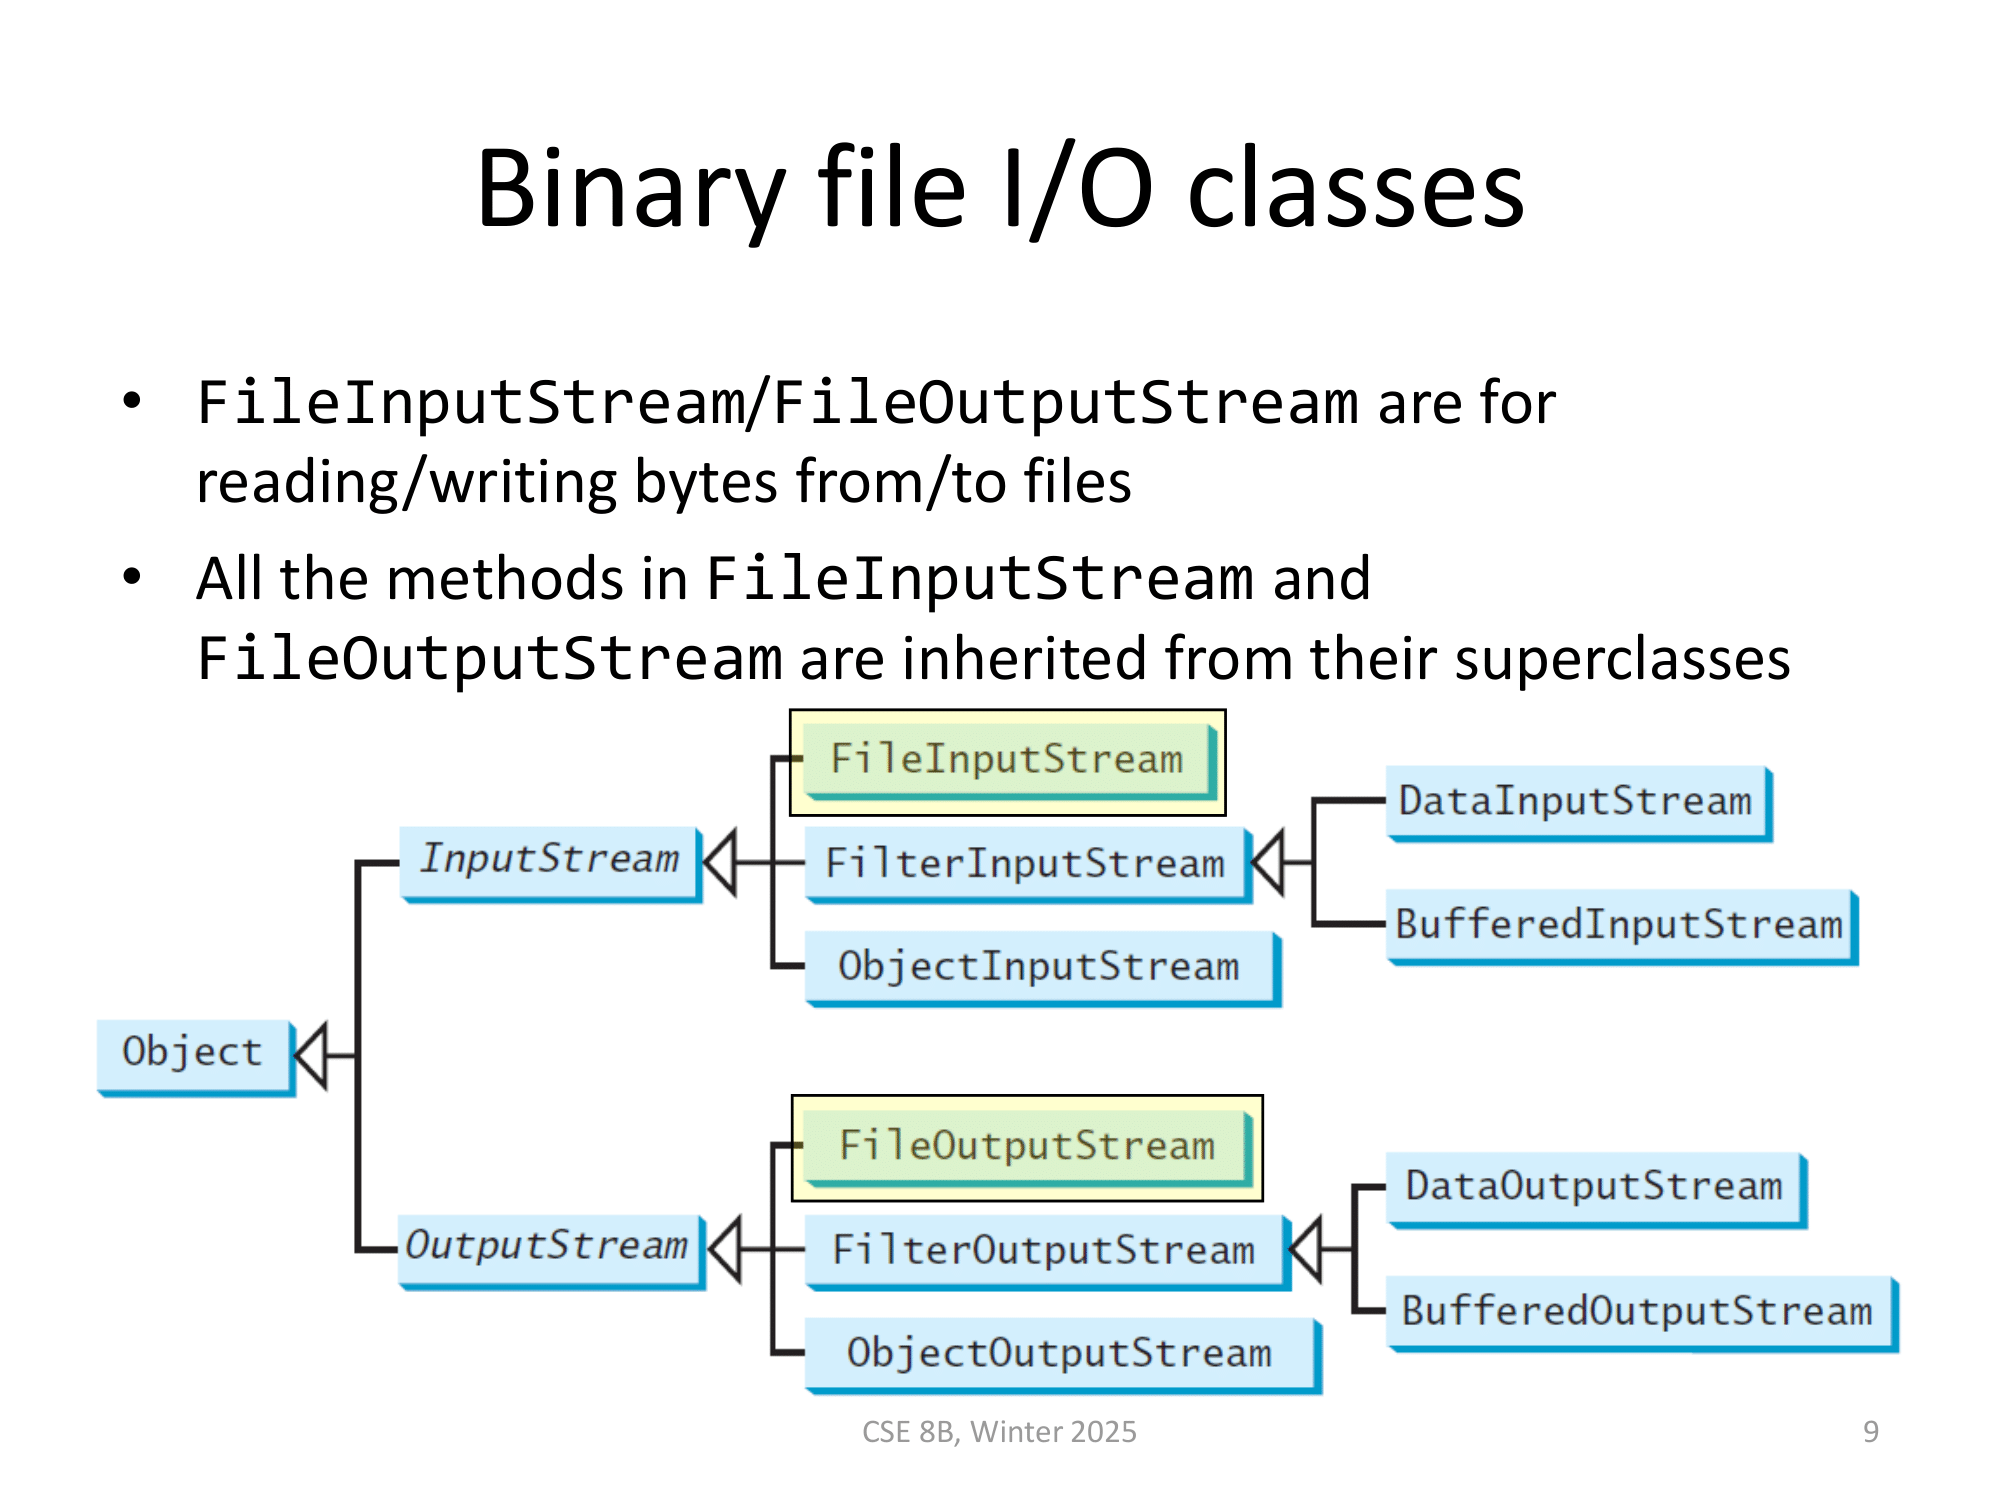 Binary file I/O classes
• FileInputStream/FileOutputStream are for
reading/writing bytes from/to files
• All the methods in FileInputStream and
FileOutputStream are inherited from their superclasses
FileInputStream
DataInputStream
InputStream
FilterInputStream
BufferedInputStream
ObjectInputStream
Object
FileOutputStream
DataOutputStream
OutputStream
FilterOutputStream
BufferedOutputStream
ObjectOutputStream
CSE 8B, Winter 2025
9